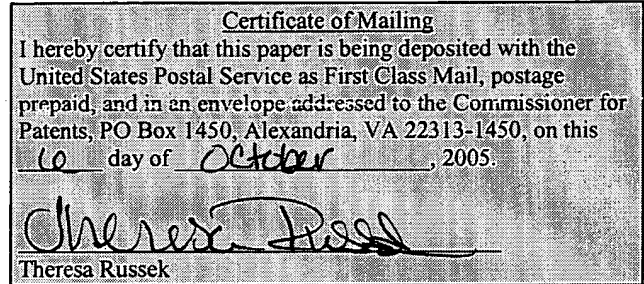 Certificate of Mailing
I hereby certify that this paper is being deposited with the
United States Postal Service as First Class Mail, postage
prepaid, and in an envelope addressed to the Commissioner for
Patents, PO Box 1450, Alexandria, VA 22313-1450, on this
6 day of October, 2005.
Theresa Russek
Theresa Russek